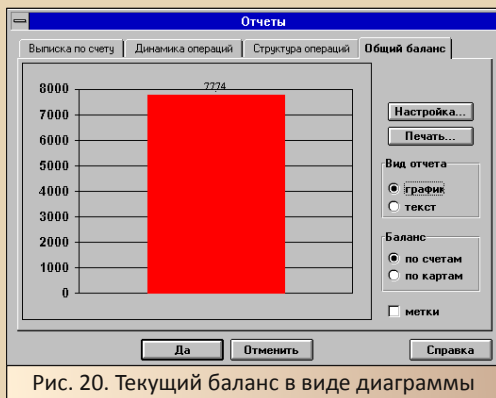 Отчеты
Выписка по счету
Динамика операций
Структура операций
Общий баланс
7774
8000
7000
6000
5000
4000
3000
2000
1000
0
Настройка...
Печать...
Вид отчета
график
текст
Баланс
по счетам
по картам
метки
Да
Отменить
Справка
Рис. 20. Текущий баланс в виде диаграммы